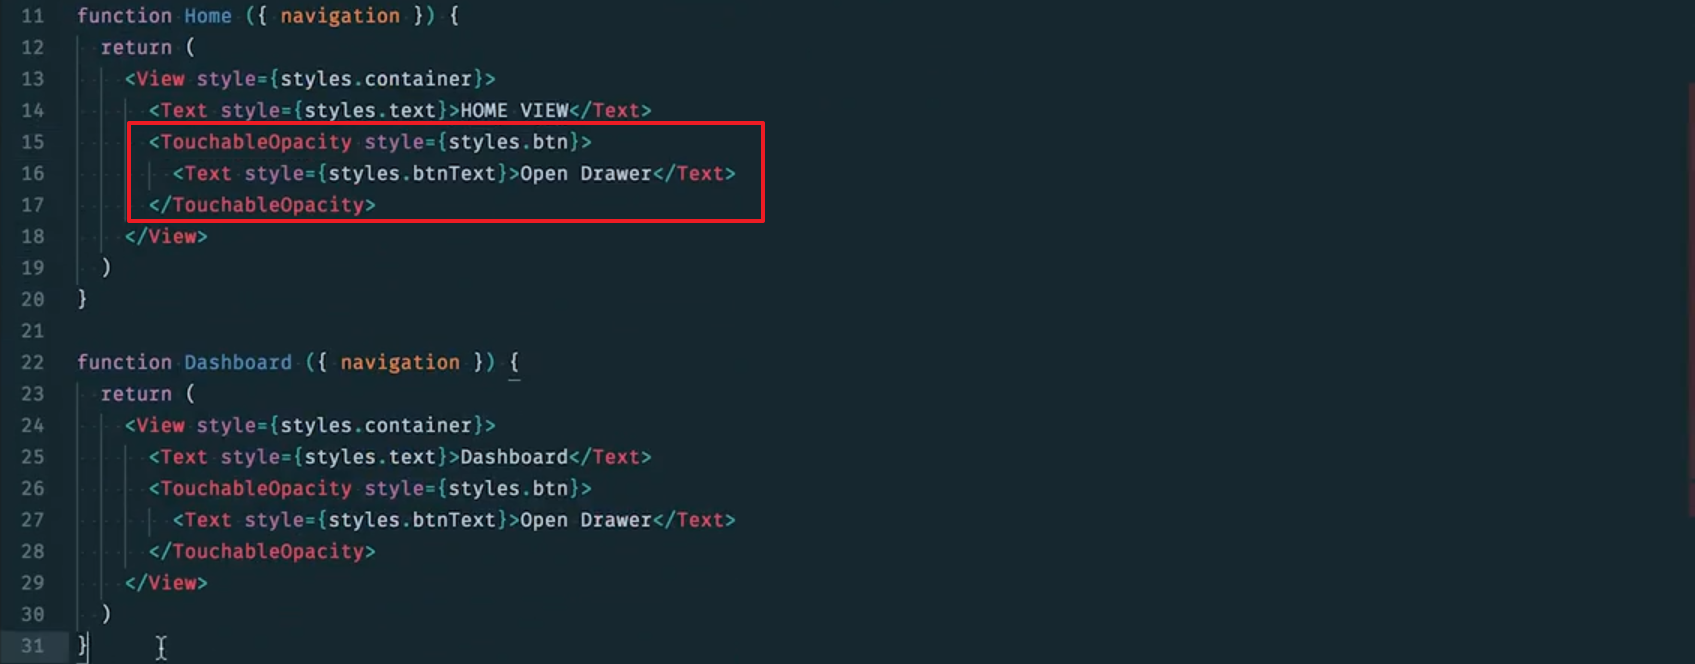 11 function Home ({ navigation }) {
12 return (
13 <View style={styles.container}>
14 <Text style={styles.text}>HOME VIEW</Text>
15 <TouchableOpacity style={styles.btn}>
16 <Text style={styles.btnText}>Open Drawer</Text>
17 </TouchableOpacity>
18 </View>
19 )
20 }
21
22 function Dashboard ({ navigation }) {
23 return (
24 <View style={styles.container}>
25 <Text style={styles.text}>Dashboard</Text>
26 <TouchableOpacity style={styles.btn}>
27 <Text style={styles.btnText}>Open Drawer</Text>
28 </TouchableOpacity>
29 </View>
30 )
31 }